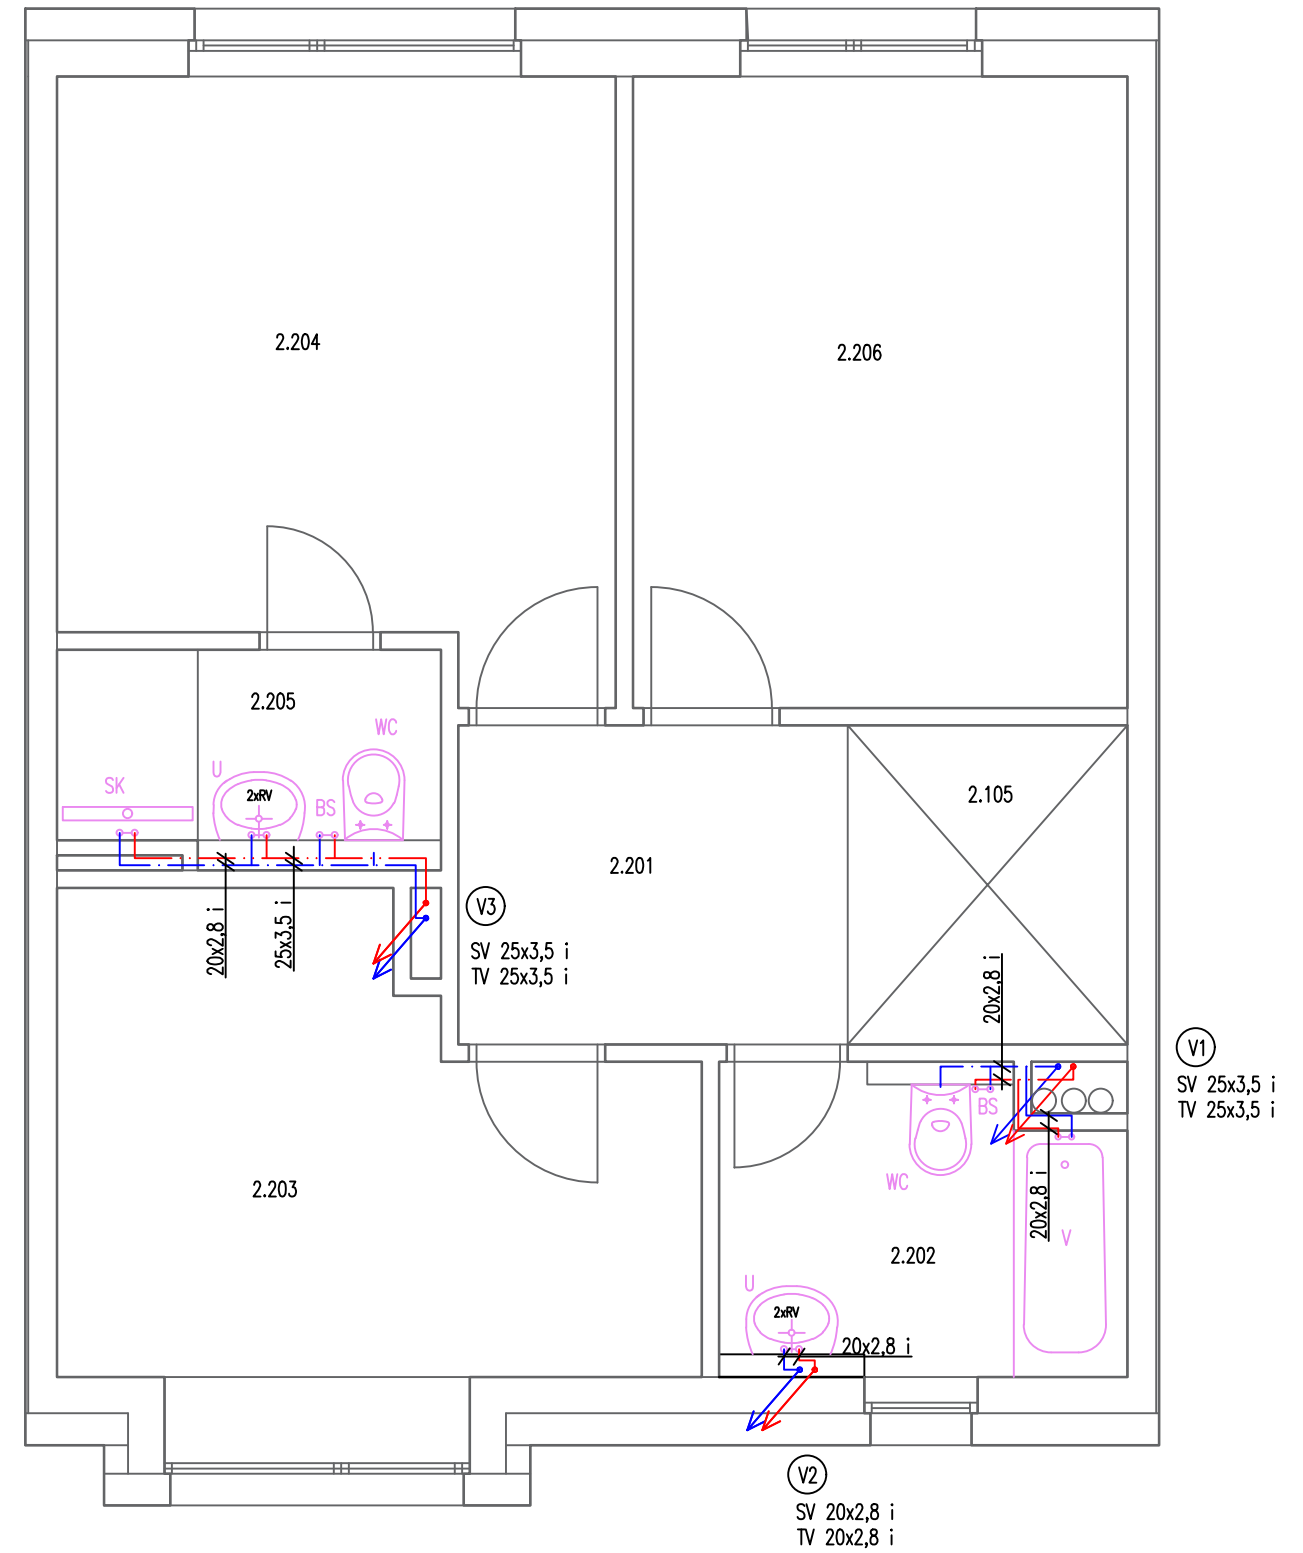 2.204
2.206
2.205
WC
U
SK
2xRV
BS
2.105
2.201
20x2,8 i
25x3,5 i
V3
SV 25x3,5 i
TV 25x3,5 i
20x2,8 i
V1
SV 25x3,5 i
TV 25x3,5 i
BS
WC
20x2,8 i
V
2.203
2.202
U
2xRV
20x2,8 i
V2
SV 20x2,8 i
TV 20x2,8 i